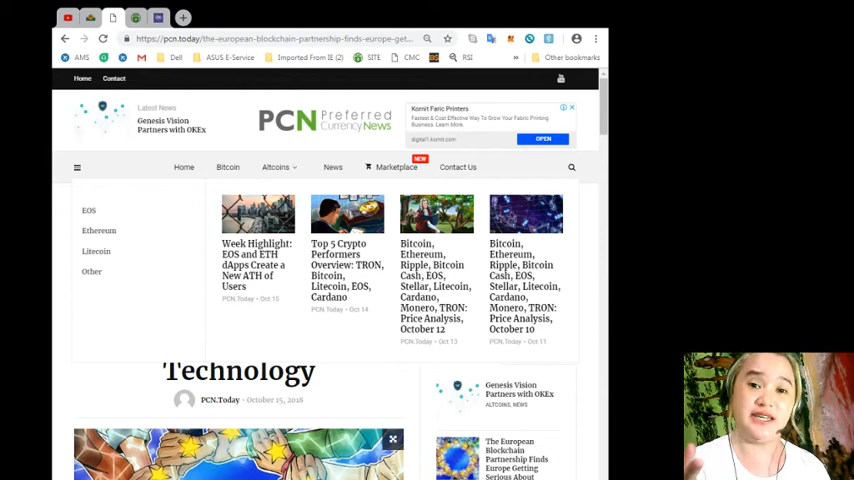 https://pcn.today/the-european-blockchain-partnership-finds-europe-get...
AMS
Dell
ASUS E-Service
Imported From IE (2)
SITE
CMC
RSI
»
Other bookmarks
Home
Contact
Latest News
Genesis Vision
Partners with OKEx
PCN Preferred
Currency News
Kornit Faric Printers
Fastest & Cost Effective Way To Grow Your Fabric Printing
Business. Learn More.
digital1.kornit.com
OPEN
NEW
Home
Bitcoin
Altcoins
News
Marketplace
Contact Us
EOS
Ethereum
Litecoin
Other
Week Highlight:
EOS and ETH
dApps Create a
New ATH of
Users
PCN.Today • Oct 15
Top 5 Crypto
Performers
Overview: TRON,
Bitcoin,
Litecoin, EOS,
Cardano
PCN.Today • Oct 14
Bitcoin,
Ethereum,
Ripple, Bitcoin
Cash, EOS,
Stellar, Litecoin,
Cardano,
Monero, TRON:
Price Analysis,
October 12
PCN.Today • Oct 13
Bitcoin,
Ethereum,
Ripple, Bitcoin
Cash, EOS,
Stellar, Litecoin,
Cardano,
Monero, TRON:
Price Analysis,
October 10
PCN.Today • Oct 11
Technology
PCN.Today • October 15, 2018
Genesis Vision
Partners with OKEx
ALTCOINS, NEWS
The European
Blockchain
Partnership Finds
Europe Getting
Serious About